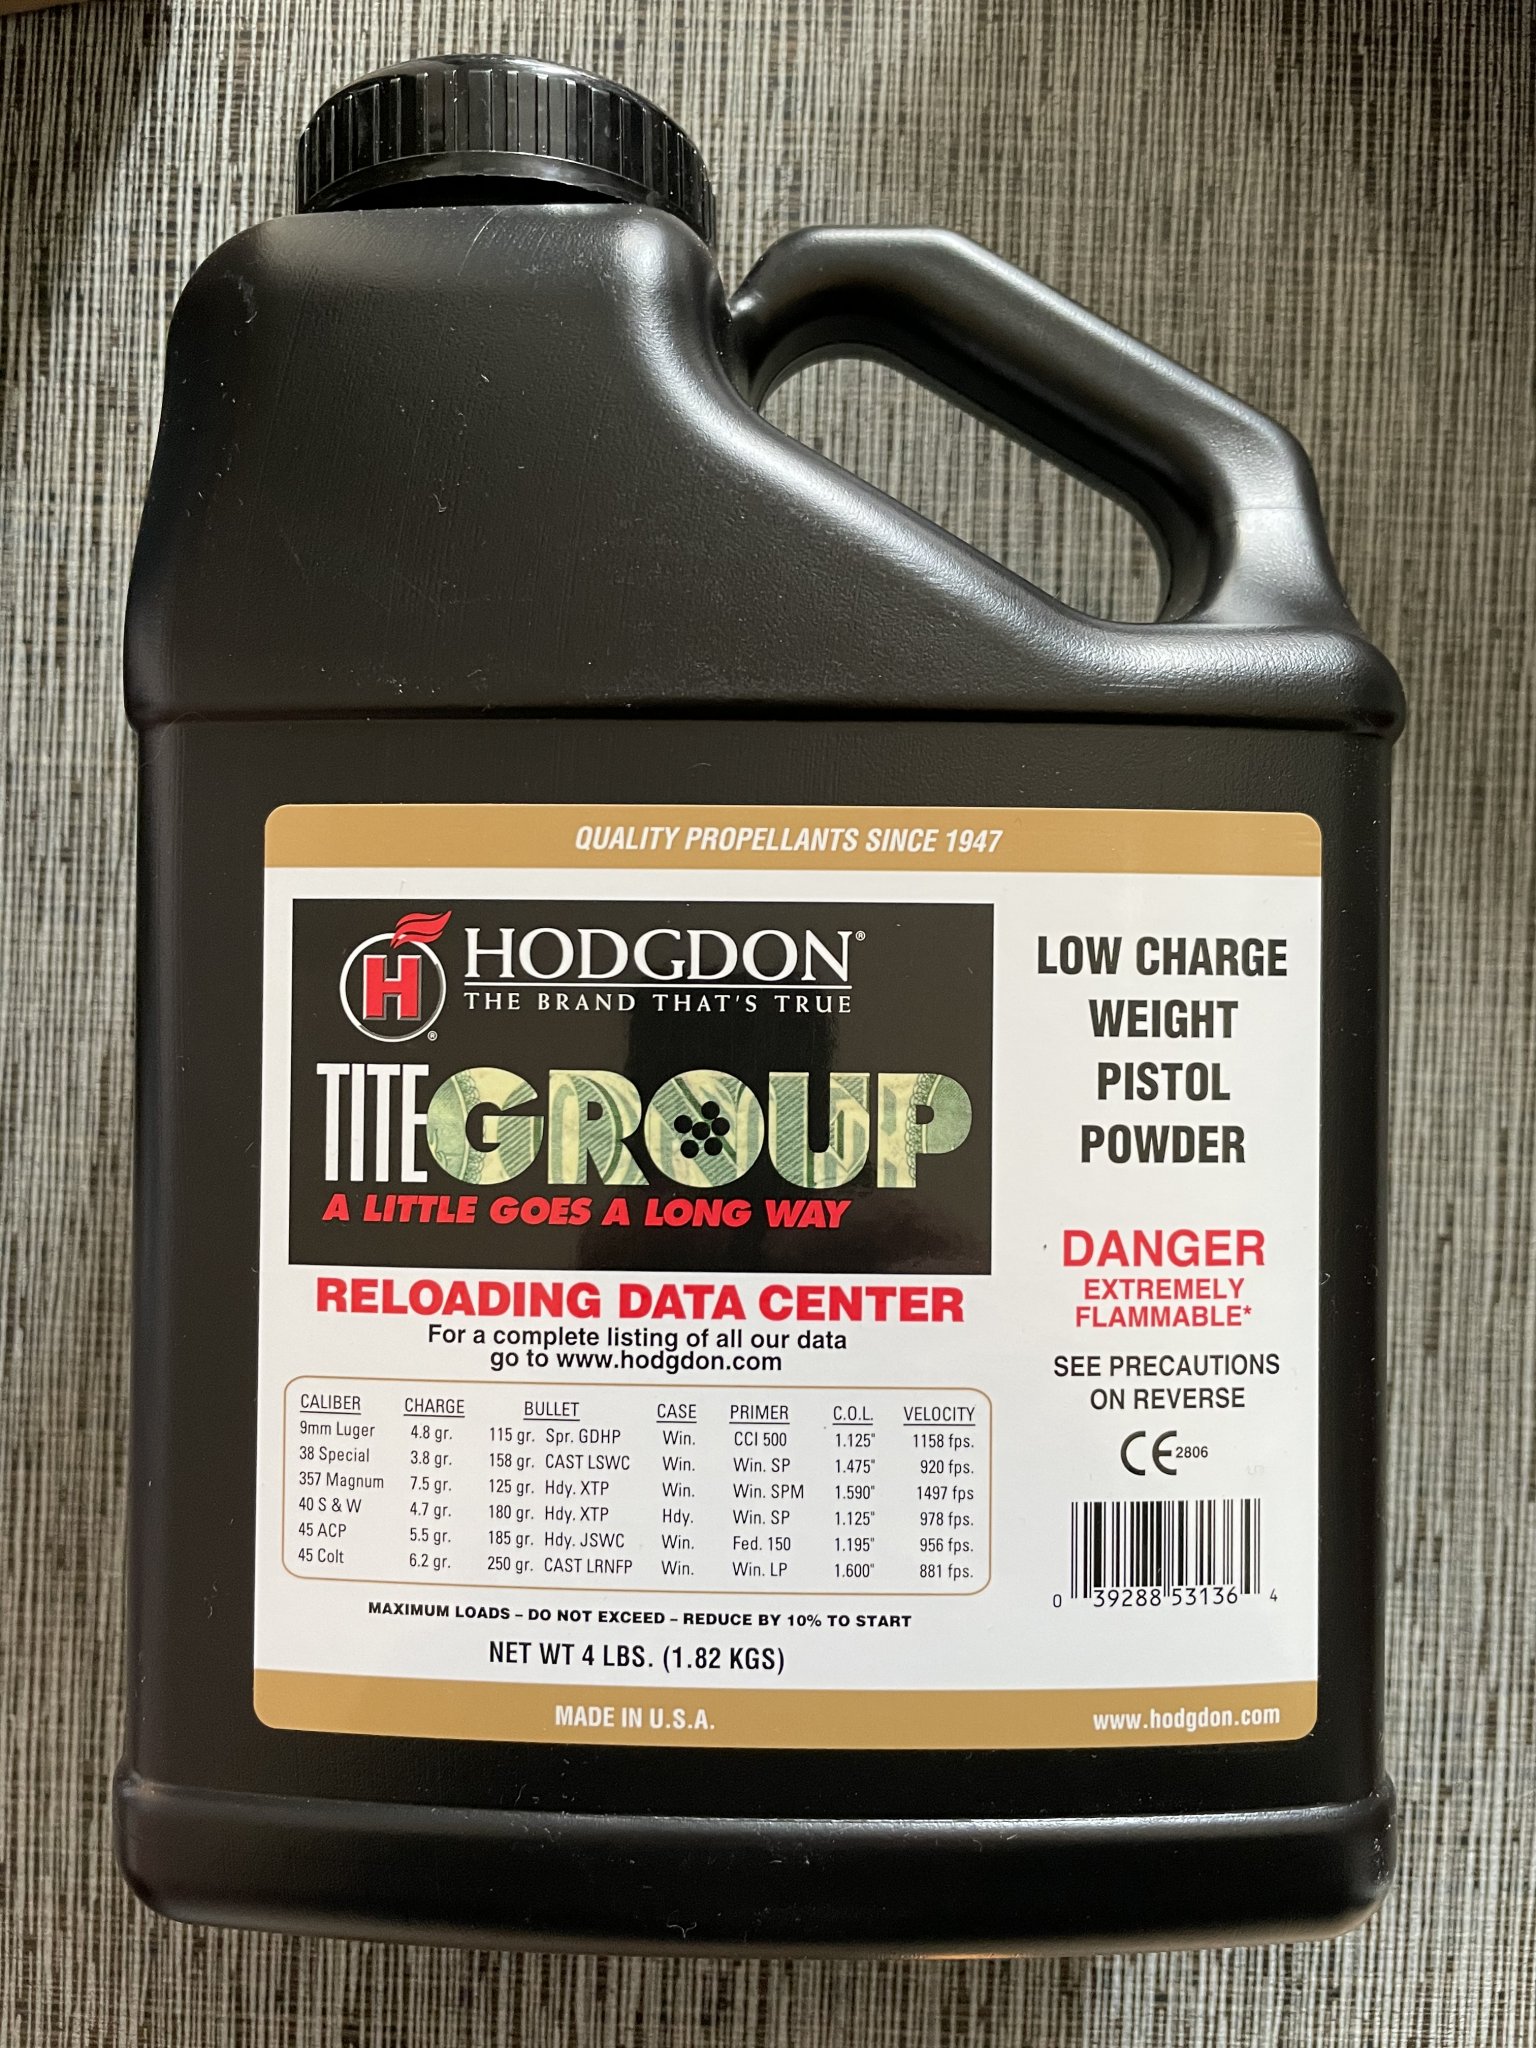 QUALITY PROPELLANTS SINCE 1947
H
®
HODGDON®
THE BRAND THAT'S TRUE
TITEGROUP
A LITTLE GOES A LONG WAY
LOW CHARGE
WEIGHT
PISTOL
POWDER
DANGER
EXTREMELY
FLAMMABLE*
SEE PRECAUTIONS
ON REVERSE
CE 2806
RELOADING DATA CENTER
For a complete listing of all our data
go to www.hodgdon.com
CALIBER CHARGE BULLET CASE PRIMER C.O.L. VELOCITY
9mm Luger 4.8 gr. 115 gr. Spr. GDHP Win. CCI 500 1.125" 1158 fps.
38 Special 3.8 gr. 158 gr. CAST LSWC Win. Win. SP 1.475" 920 fps.
357 Magnum 7.5 gr. 125 gr. Hdy. XTP Win. Win. SPM 1.590" 1497 fps
40 S & W 4.7 gr. 180 gr. Hdy. XTP Hdy. Win. SP 1.125" 978 fps.
45 ACP 5.5 gr. 185 gr. Hdy. JSWC Win. Fed. 150 1.195" 956 fps.
45 Colt 6.2 gr. 250 gr. CAST LRNFP Win. Win. LP 1.600" 881 fps.
0 39288 53136 4
MAXIMUM LOADS – DO NOT EXCEED – REDUCE BY 10% TO START
NET WT 4 LBS. (1.82 KGS)
MADE IN U.S.A.
www.hodgdon.com